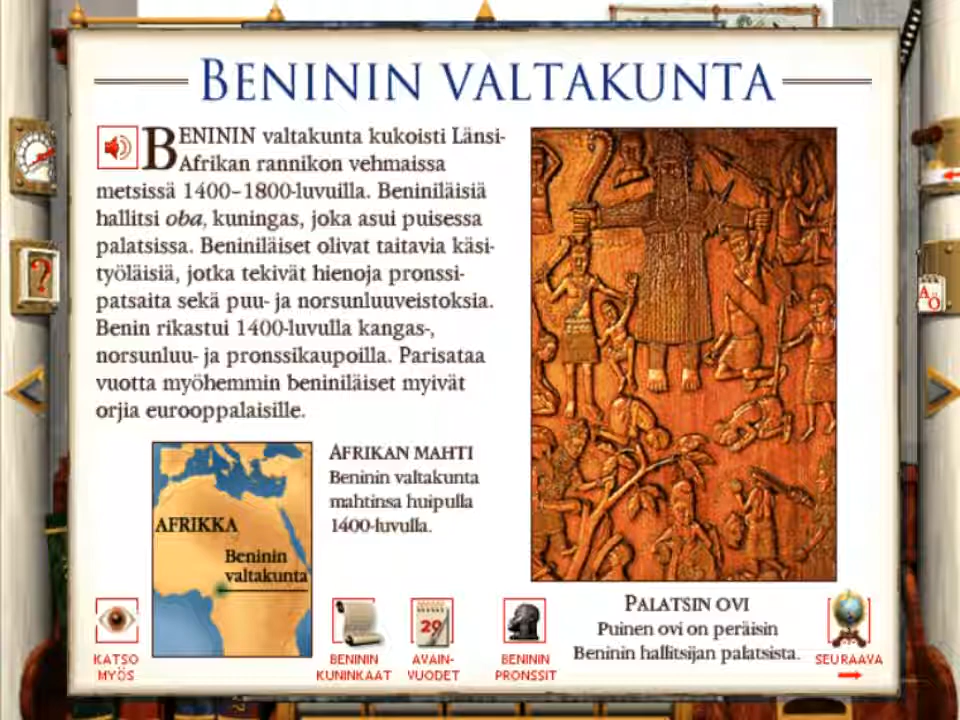 BENININ VALTAKUNTA
BENININ valtakunta kukoisti Länsi-
Afrikan rannikon vehmaissa
metsissä 1400–1800-luvuilla. Beniniläisiä
hallitsi oba, kuningas, joka asui puisessa
palatsissa. Beniniläiset olivat taitavia käsi-
työläisiä, jotka tekivät hienoja pronssi-
patsaita sekä puu- ja norsunluuveistoksia.
Benin rikastui 1400-luvulla kangas-,
norsunluu- ja pronssikaupoilla. Parisataa
vuotta myöhemmin beniniläiset myivät
orjia eurooppalaisille.
AFRIKAN MAHTI
Beninin valtakunta
mahtinsa huipulla
1400-luvulla.
AFRIKKA
Beninin
valtakunta
PALATSIN OVI
Puinen ovi on peräisin
Beninin hallitsijan palatsista.
KATSO
MYÖS
BENININ
KUNINKAAT
29
AVAIN-
VUODET
BENININ
PRONSSIT
SEURAAVA
?
A
Ö